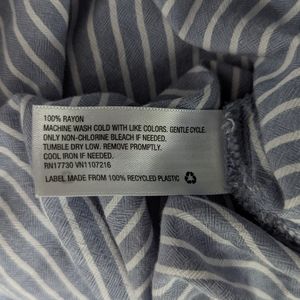 100% RAYON
MACHINE WASH COLD WITH LIKE COLORS. GENTLE CYCLE.
ONLY NON-CHLORINE BLEACH IF NEEDED.
TUMBLE DRY LOW. REMOVE PROMPTLY.
COOL IRON IF NEEDED.
RN17730 VN1107216
LABEL MADE FROM 100% RECYCLED PLASTIC